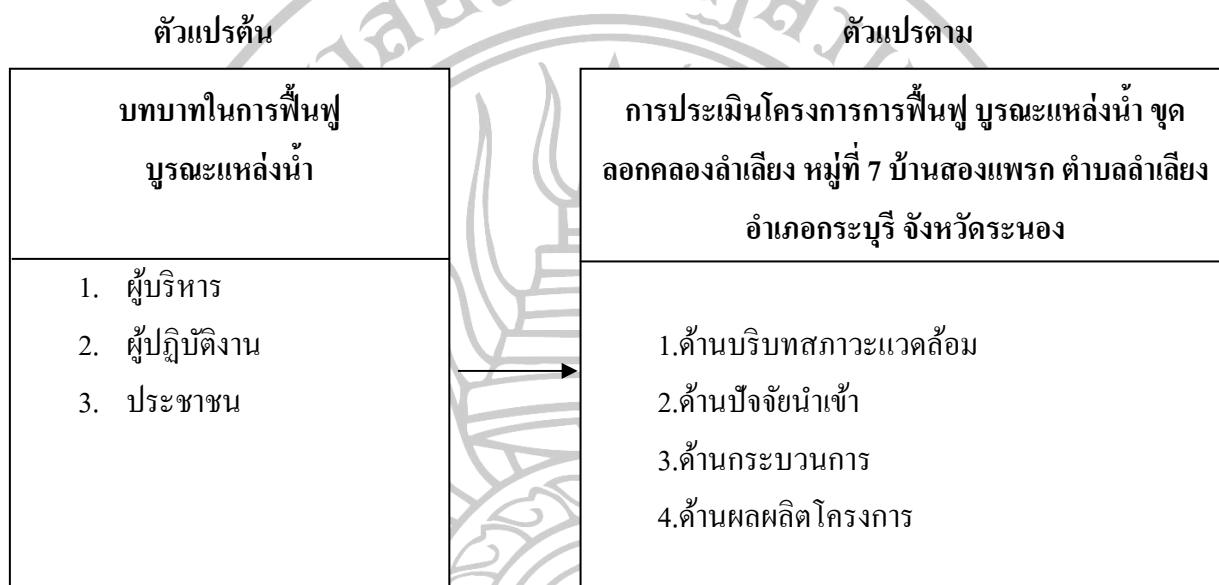 ตัวแปรต้น
ตัวแปรตาม
บทบาทในการฟื้นฟู
บูรณะแหล่งน้ำ
1. ผู้บริหาร
2. ผู้ปฏิบัติงาน
3. ประชาชน
การประเมินโครงการการฟื้นฟู บูรณะแหล่งน้ำ ขุด
ลอกคลองลำเลียง หมู่ที่ 7 บ้านสองแพรก ตำบลลำเลียง
อำเภอกระบุรี จังหวัดระนอง
1.ด้านบริบทสภาวะแวดล้อม
2.ด้านปัจจัยนำเข้า
3.ด้านกระบวนการ
4.ด้านผลผลิตโครงการ